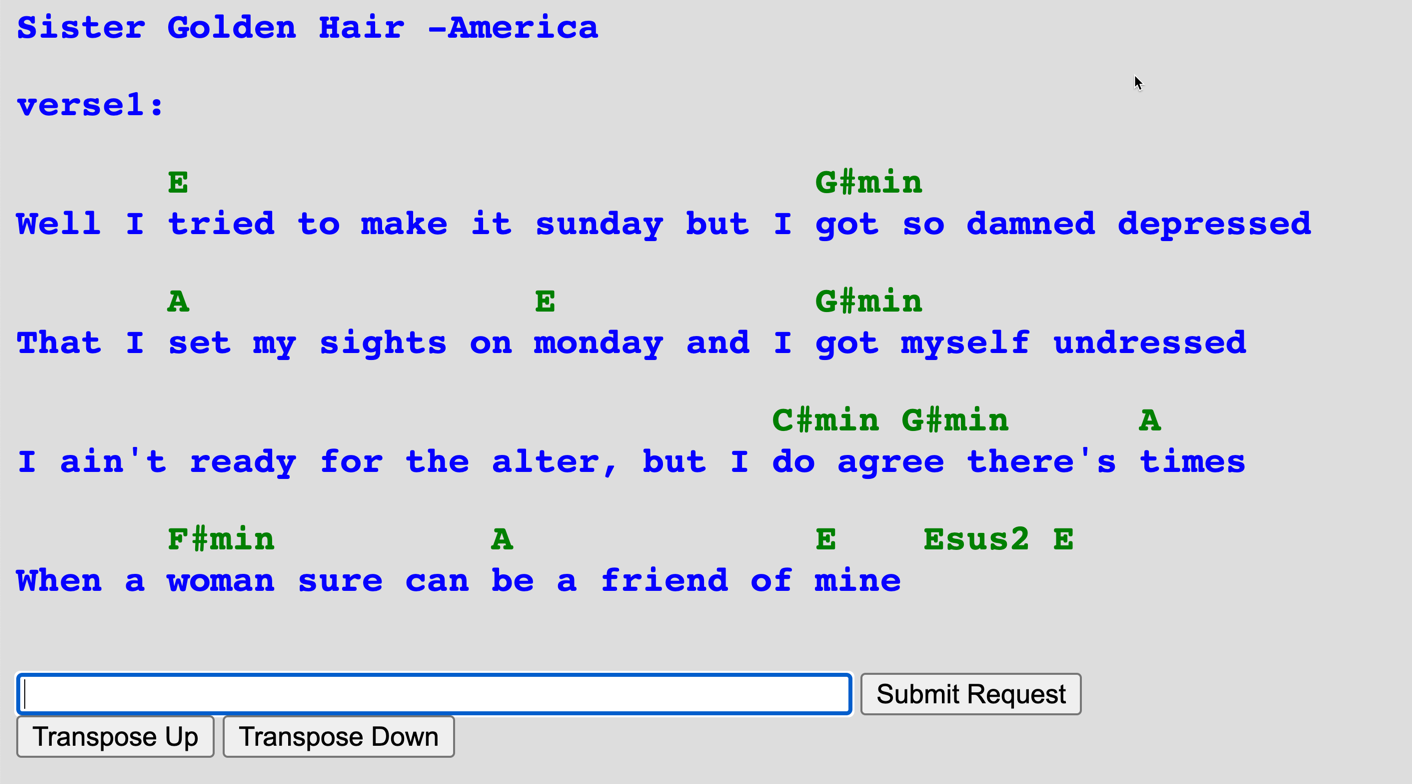 Sister Golden Hair -America
verse1:
E G#min
Well I tried to make it sunday but I got so damned depressed
A E G#min
That I set my sights on monday and I got myself undressed
C#min G#min A
I ain't ready for the alter, but I do agree there's times
F#min A E Esus2 E
When a woman sure can be a friend of mine
Submit Request
Transpose Up Transpose Down